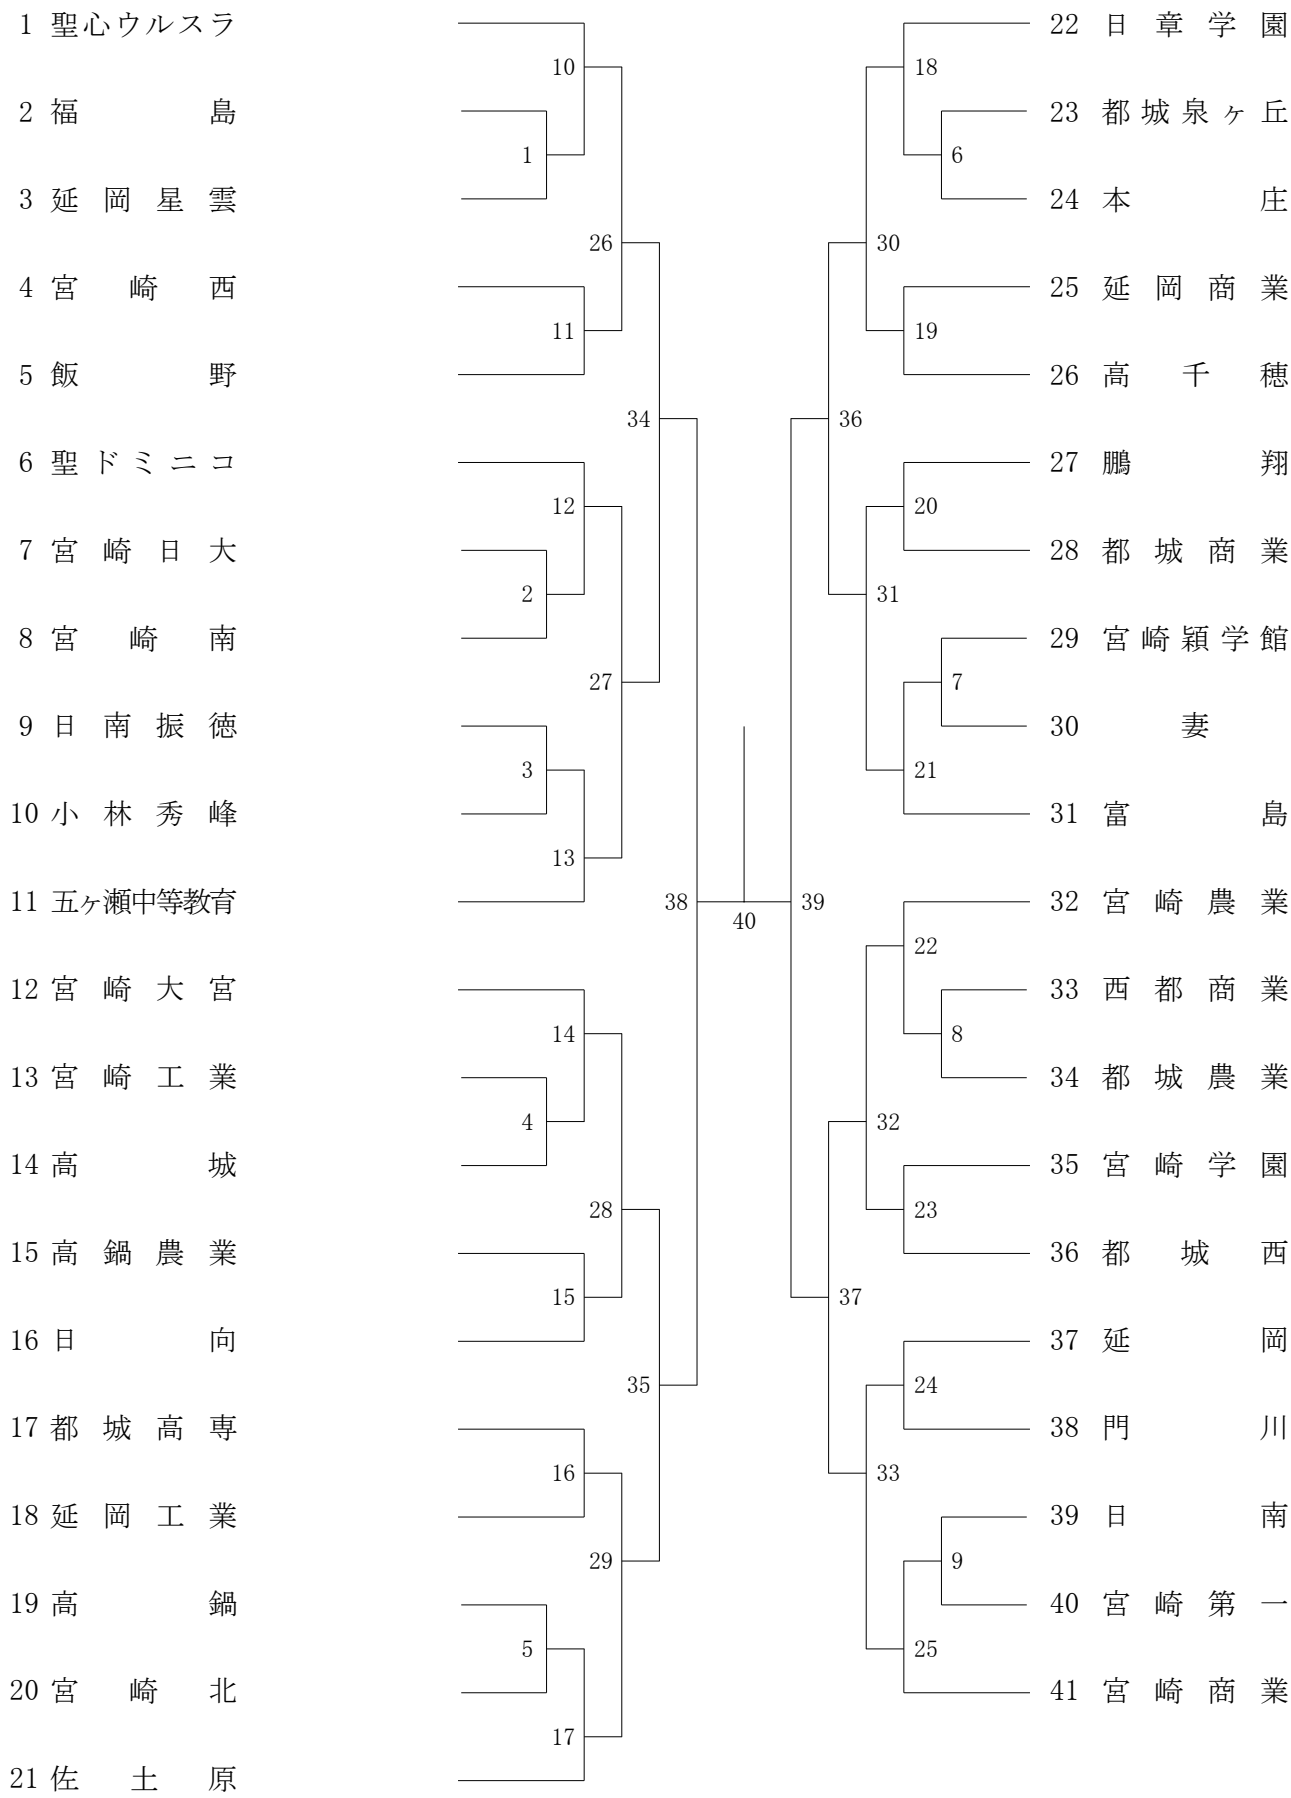 1 聖心ウルスラ
2 福島
3 延岡星雲
4 宮崎西
5 飯野
6 聖ドミニコ
7 宮崎日大
8 宮崎南
9 日南振徳
10 小林秀峰
11 五ヶ瀬中等教育
12 宮崎大宮
13 宮崎工業
14 高城
15 高鍋農業
16 日向
17 都城高専
18 延岡工業
19 高鍋
20 宮崎北
21 佐土原
1
2
3
4
5
10
11
12
13
14
15
16
17
26
27
28
29
34
35
38
40
39
36
37
30
31
32
33
18
19
20
21
22
23
24
25
6
7
8
9
22 日章学園
23 都城泉ヶ丘
24 本庄
25 延岡商業
26 高千穂
27 鵬翔
28 都城商業
29 宮崎穎学館
30 妻
31 富島
32 宮崎農業
33 西都商業
34 都城農業
35 宮崎学園
36 都城西
37 延岡
38 門川
39 日南
40 宮崎第一
41 宮崎商業